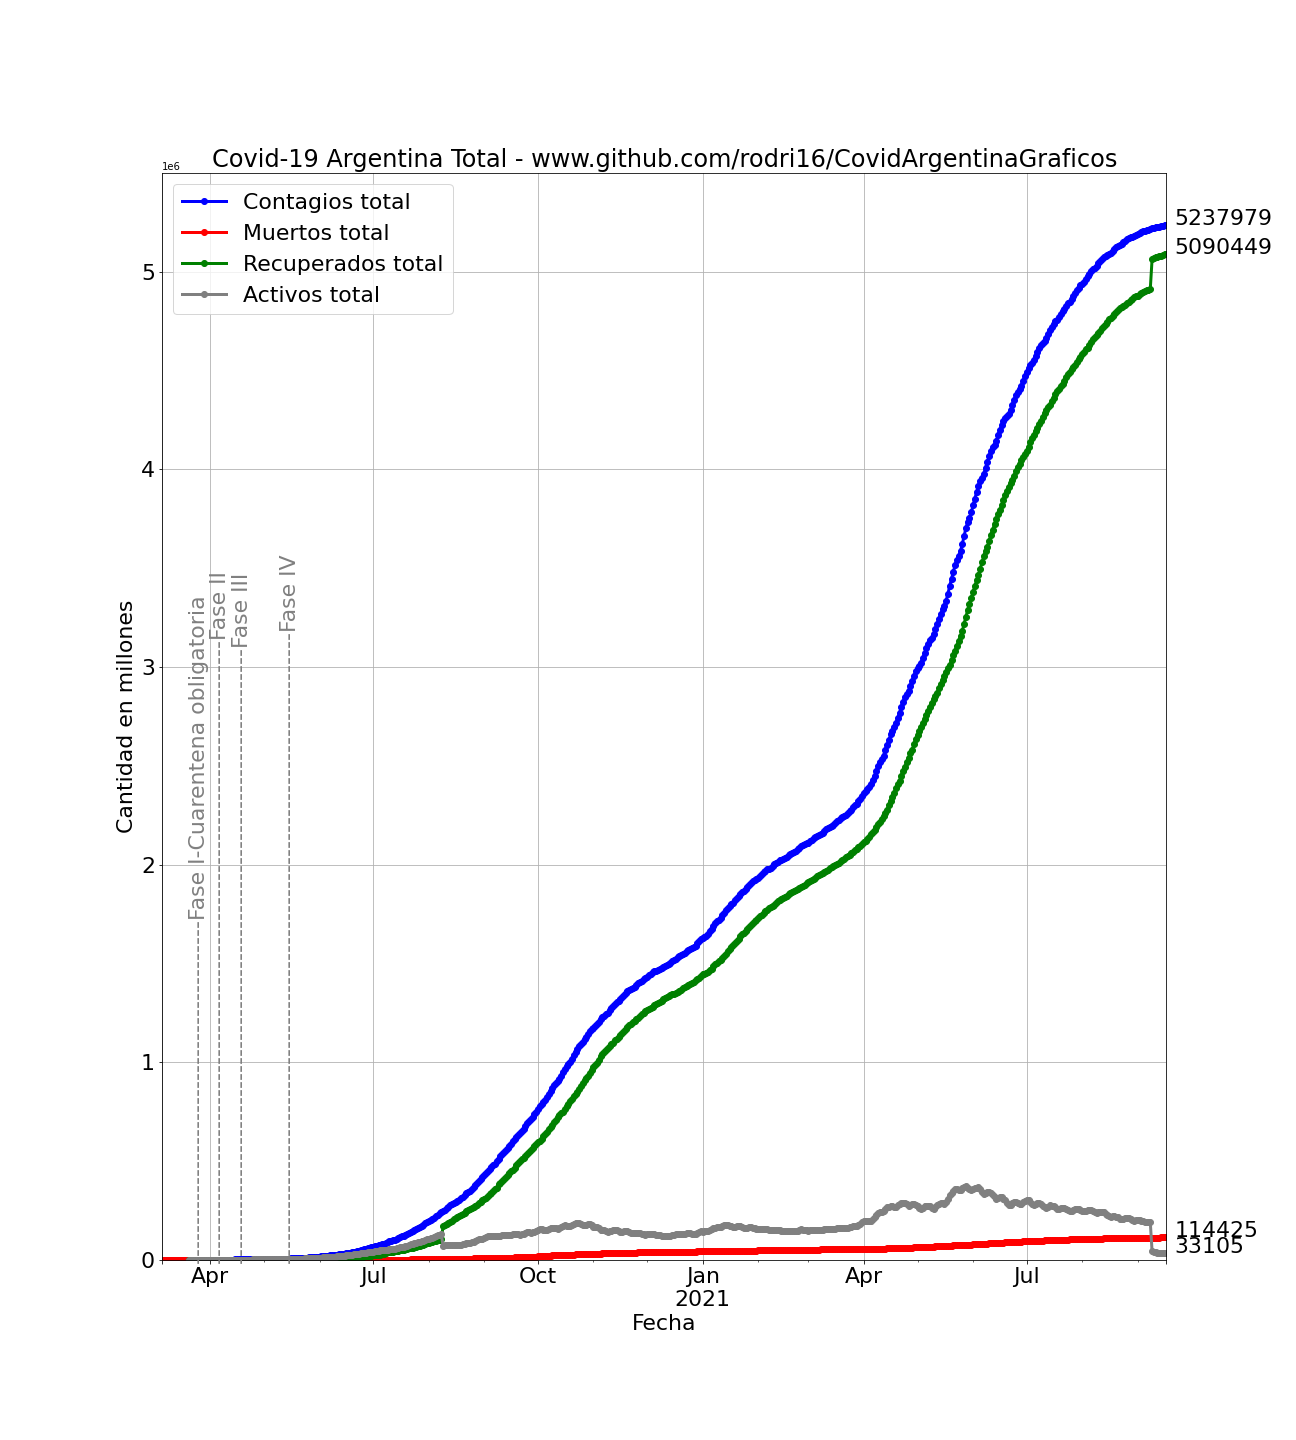 Covid-19 Argentina Total - www.github.com/rodri16/CovidArgentinaGraficos
1e6
Contagios total
Muertos total
Recuperados total
Activos total
5237979
5090449
5
4
3
2
1
0
Cantidad en millones
Fase I-Cuarentena obligatoria
Fase II
Fase III
Fase IV
114425
33105
Apr
Jul
Oct
Jan
2021
Apr
Jul
Fecha